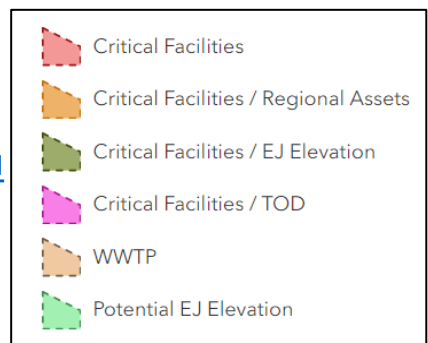 Critical Facilities
Critical Facilities / Regional Assets
Critical Facilities / EJ Elevation
Critical Facilities / TOD
WWTP
Potential EJ Elevation